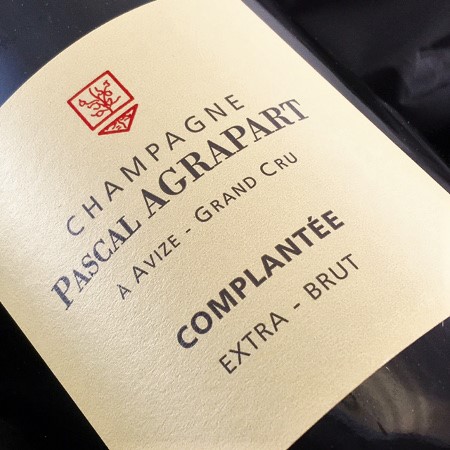 CHAMPAGNE
PASCAL AGRAPART
A AVIZE - GRAND CRU
COMPLANTÉE
EXTRA - BRUT